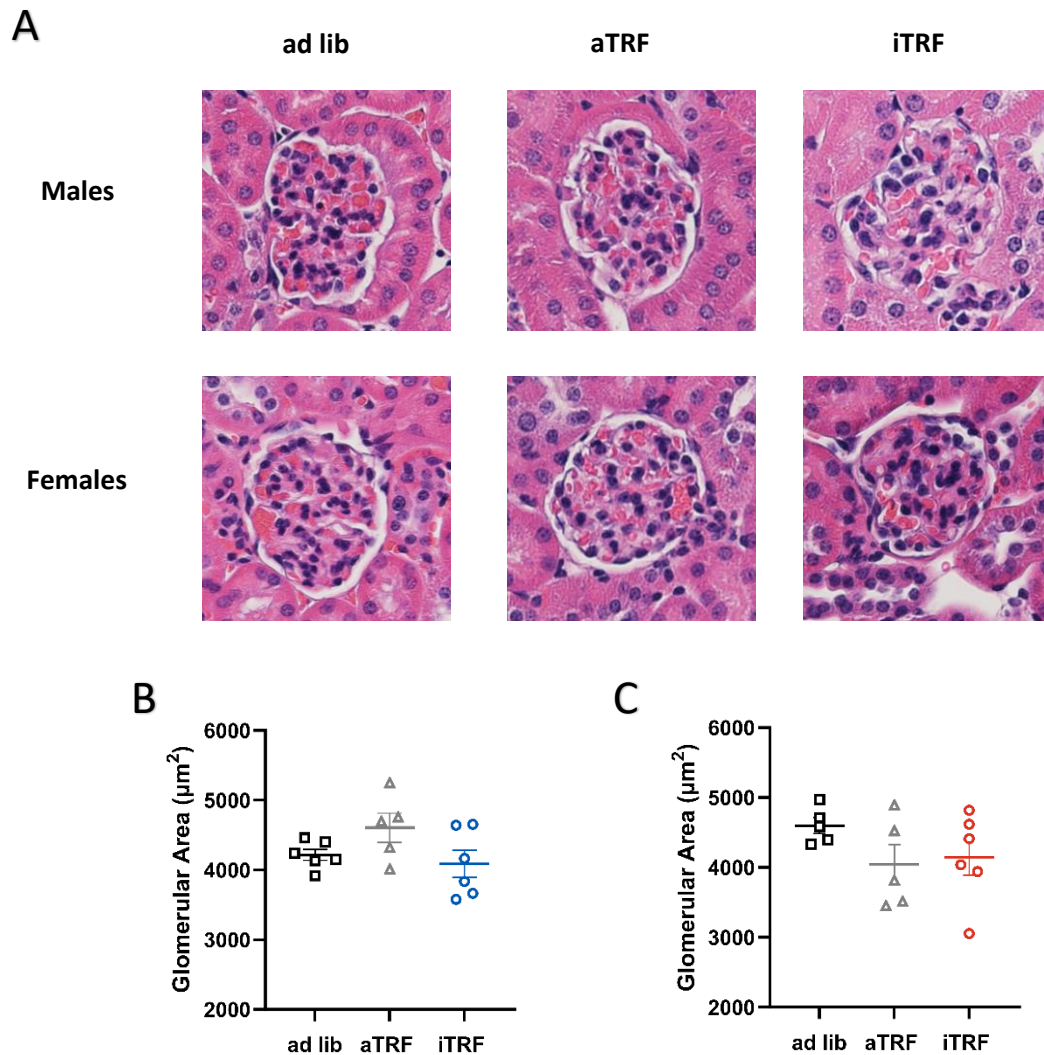 A
ad lib aTRF iTRF
Males
Females
B
Glomerular Area (µm²)
6000
5000
4000
3000
2000
ad lib aTRF iTRF
C
Glomerular Area (µm²)
6000
5000
4000
3000
2000
ad lib aTRF iTRF